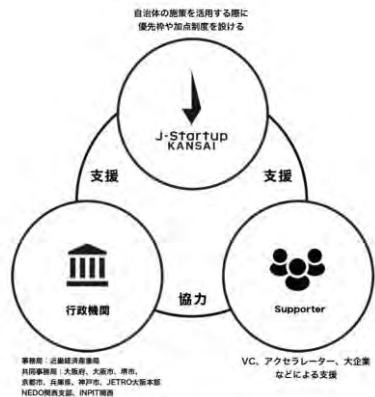 自治体の施策を活用する際に
優先枠や加点制度を設ける
J-Startup
KANSAI
支援
支援
行政機関
協力
Supporter
事務局：近畿経済産業局
共同事務局：大阪府、大阪市、堺市、
京都市、兵庫県、神戸市、JETRO大阪本部
NEDO関西支部、INPIT関西
VC、アクセラレーター、大企業
などによる支援